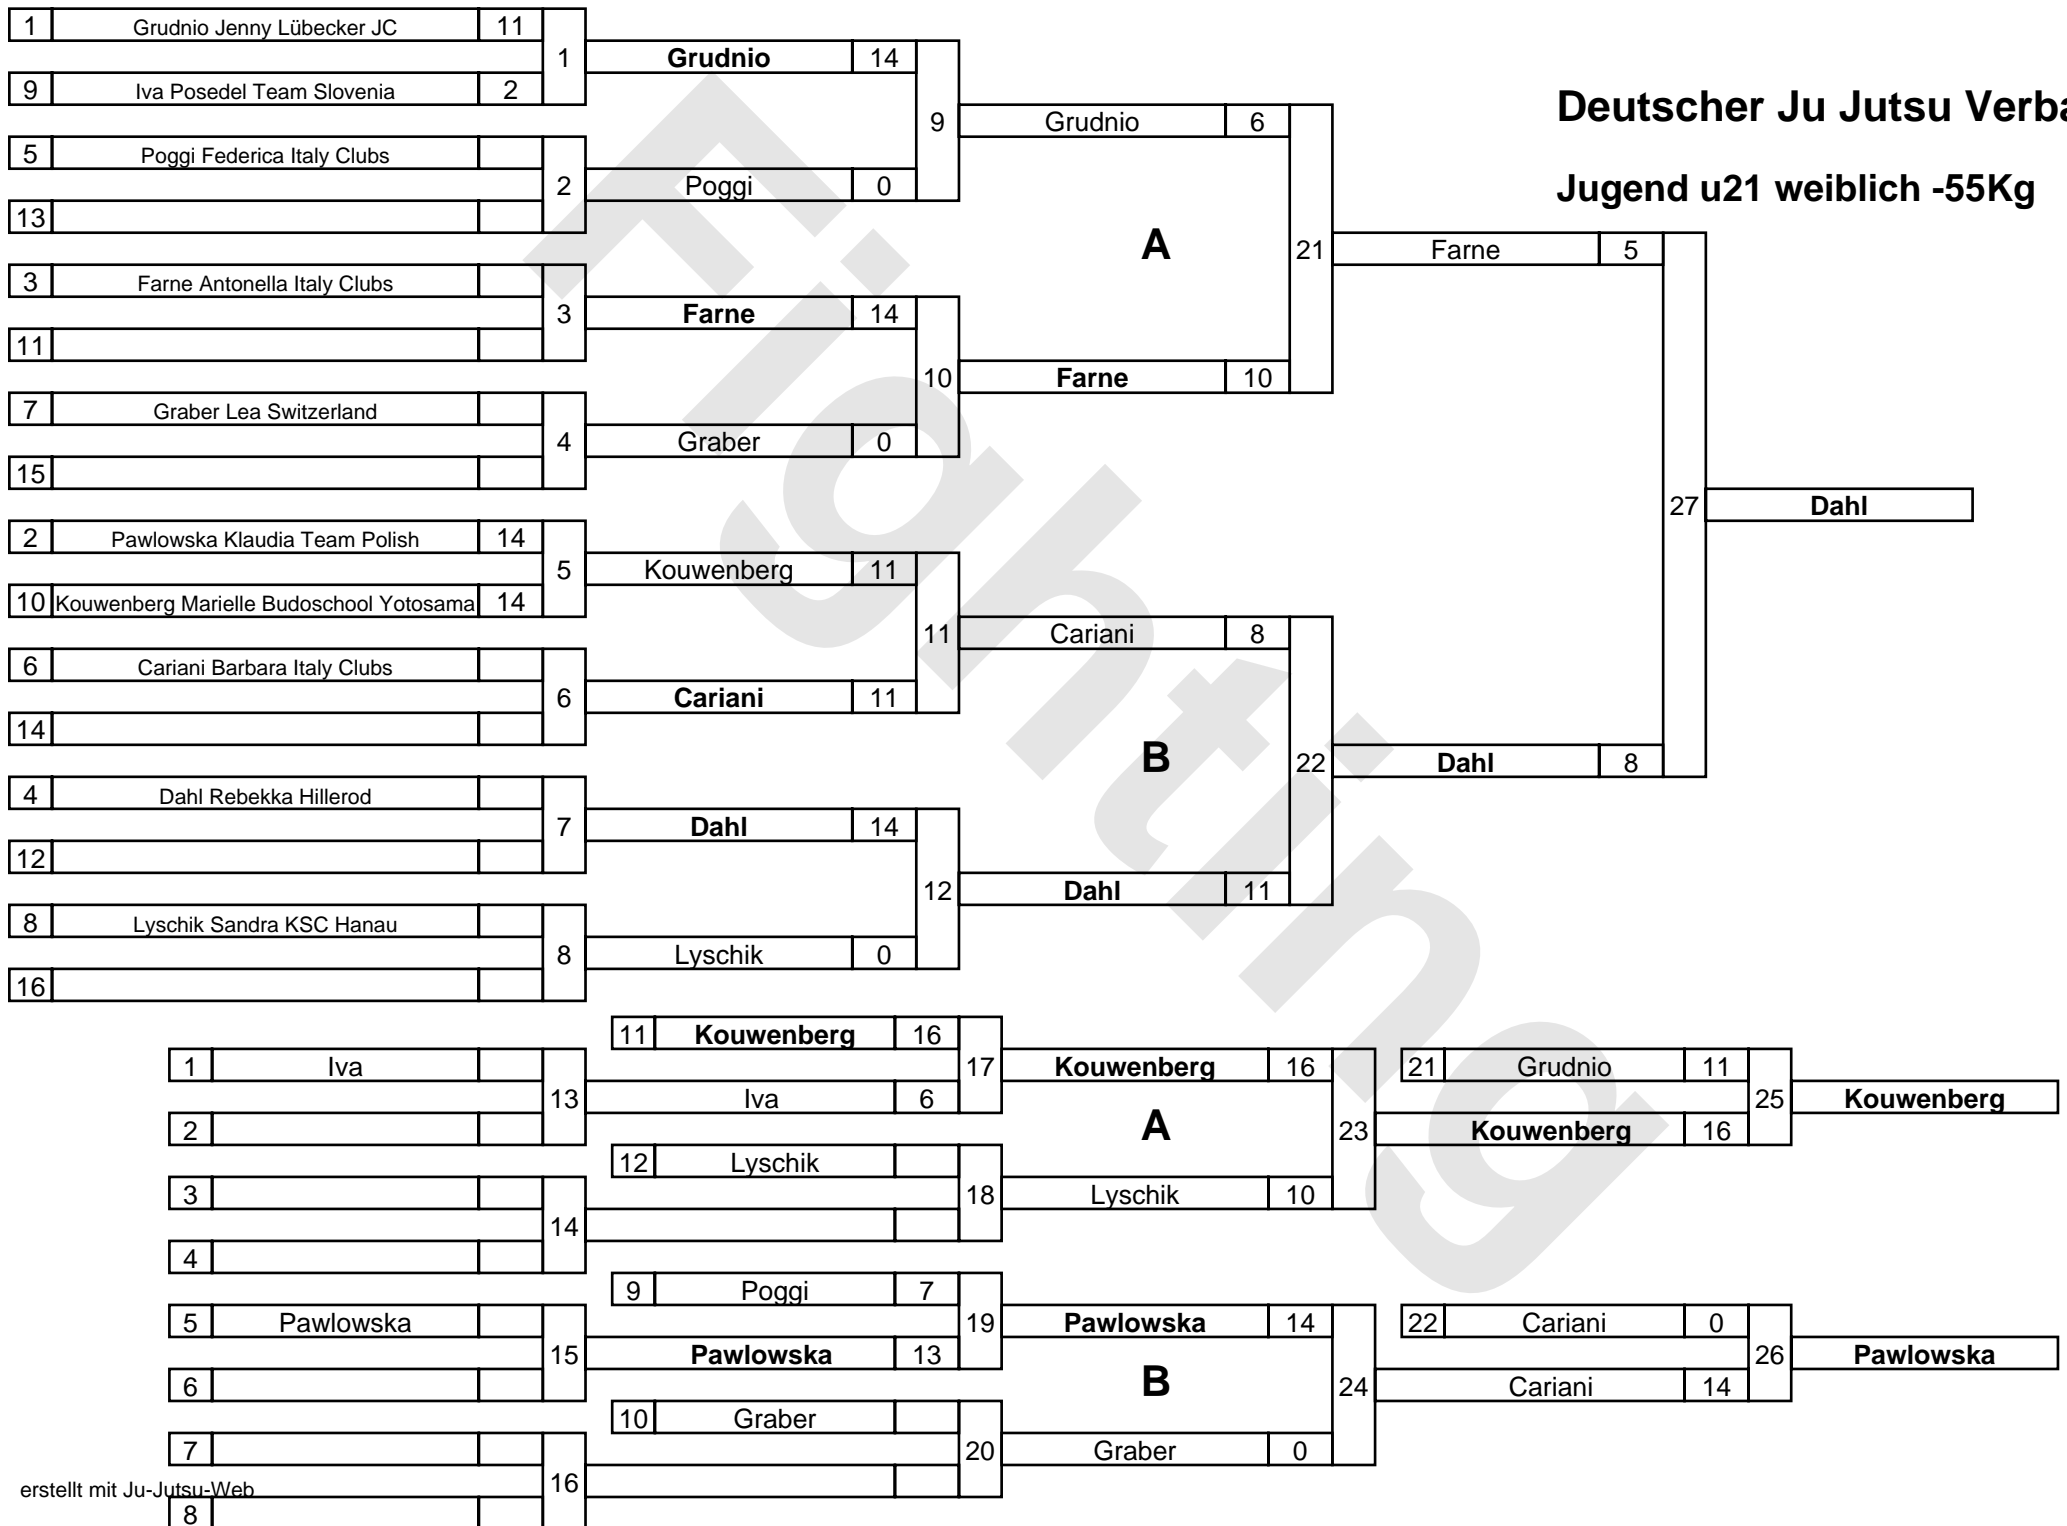 Deutscher Ju Jutsu Verba
Jugend u21 weiblich -55Kg
1 Grudnio Jenny Lübecker JC 11
9 Iva Posedel Team Slovenia 2
1
5 Poggi Federica Italy Clubs
13
2
3 Farne Antonella Italy Clubs
11
3
7 Graber Lea Switzerland
15
4
2 Pawlowska Klaudia Team Polish 14
10 Kouwenberg Marielle Budoschool Yotosama 14
5
6 Cariani Barbara Italy Clubs
14
6
4 Dahl Rebekka Hillerod
12
7
8 Lyschik Sandra KSC Hanau
16
8
Grudnio 14
Poggi 0
9
Farne 14
Graber 0
10
Kouwenberg 11
Cariani 11
11
Dahl 14
Lyschik 0
12
Grudnio 6
A
Farne 10
21
Cariani 8
B
Dahl 11
22
Farne 5
Dahl 8
27
Dahl
Fighting
1 Iva
2
13
3
4
14
5 Pawlowska
6
15
7
8
16
11 Kouwenberg 16
Iva 6
17
12 Lyschik
18
9 Poggi 7
Pawlowska 13
19
10 Graber
20
Kouwenberg 16
A
Lyschik 10
23
Pawlowska 14
B
Graber 0
24
21 Grudnio 11
Kouwenberg 16
25
Kouwenberg
22 Cariani 0
Cariani 14
26
Pawlowska
erstellt mit Ju-Jutsu-Web